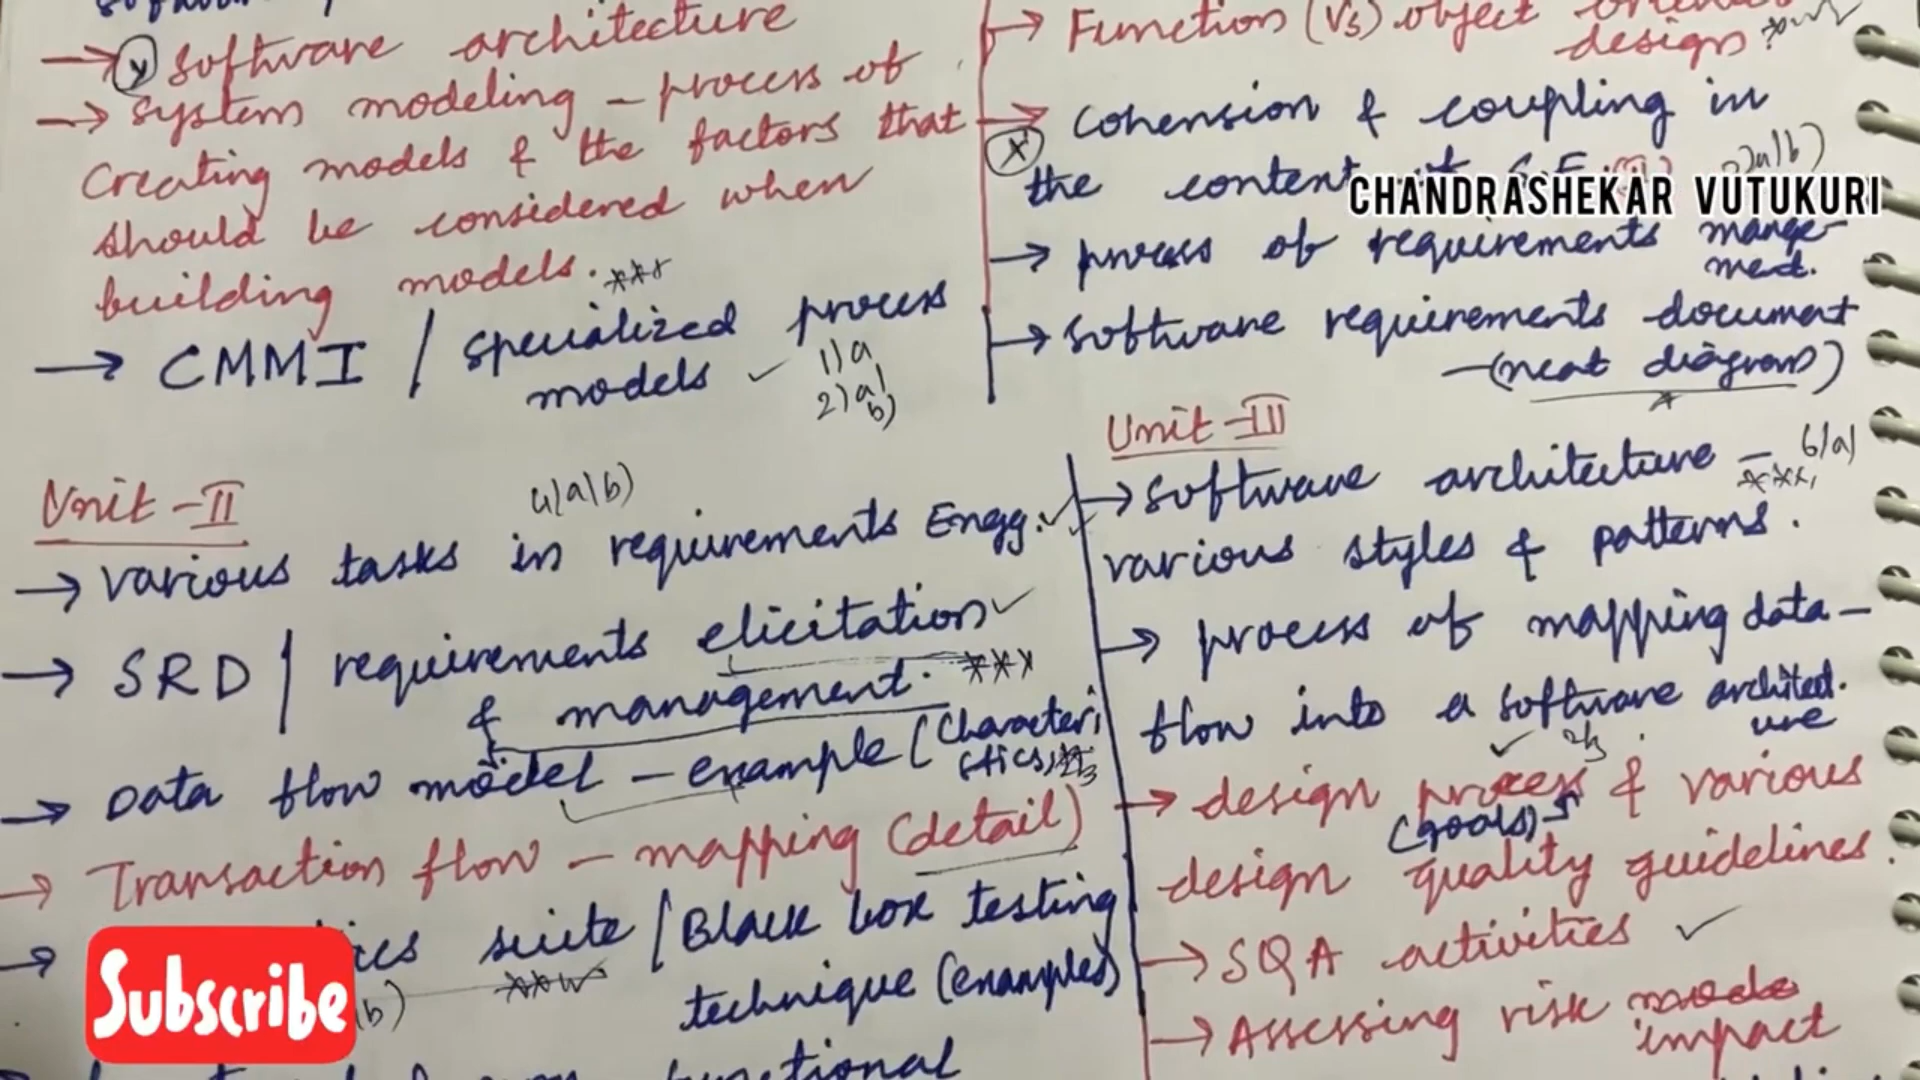 → Software architecture
→ system modeling - process of
Creating models & the factors that
should be considered when
building models. ***
→ CMMI / specialized process
models ✓ 1)a
2)a|
b)
Unit-II
4(a|b)
→ various tasks in requirements Engg. ✓
→ SRD / requirements elicitation ✓
& management. ***
→ Data flow model - example (Characteri
stics,
→ Transaction flow - mapping (detail)
suite / Black box testing
technique (examples)
b)
→ Function (Vs) object
design
→ Cohension & coupling in
the content
CHANDRASHEKAR VUTUKURI
→ process of requirements mange-
ment.
→ Software requirements document
- (neat diagram)
Unit-III
→ Software architecture - 6(a)
***
various styles & patterns.
→ process of mapping data-
flow into a software architect.
ure
→ design process & various
(goals)
design quality guidelines.
→ SQA activities ✓
→ Assessing risk
impact
Subscribe